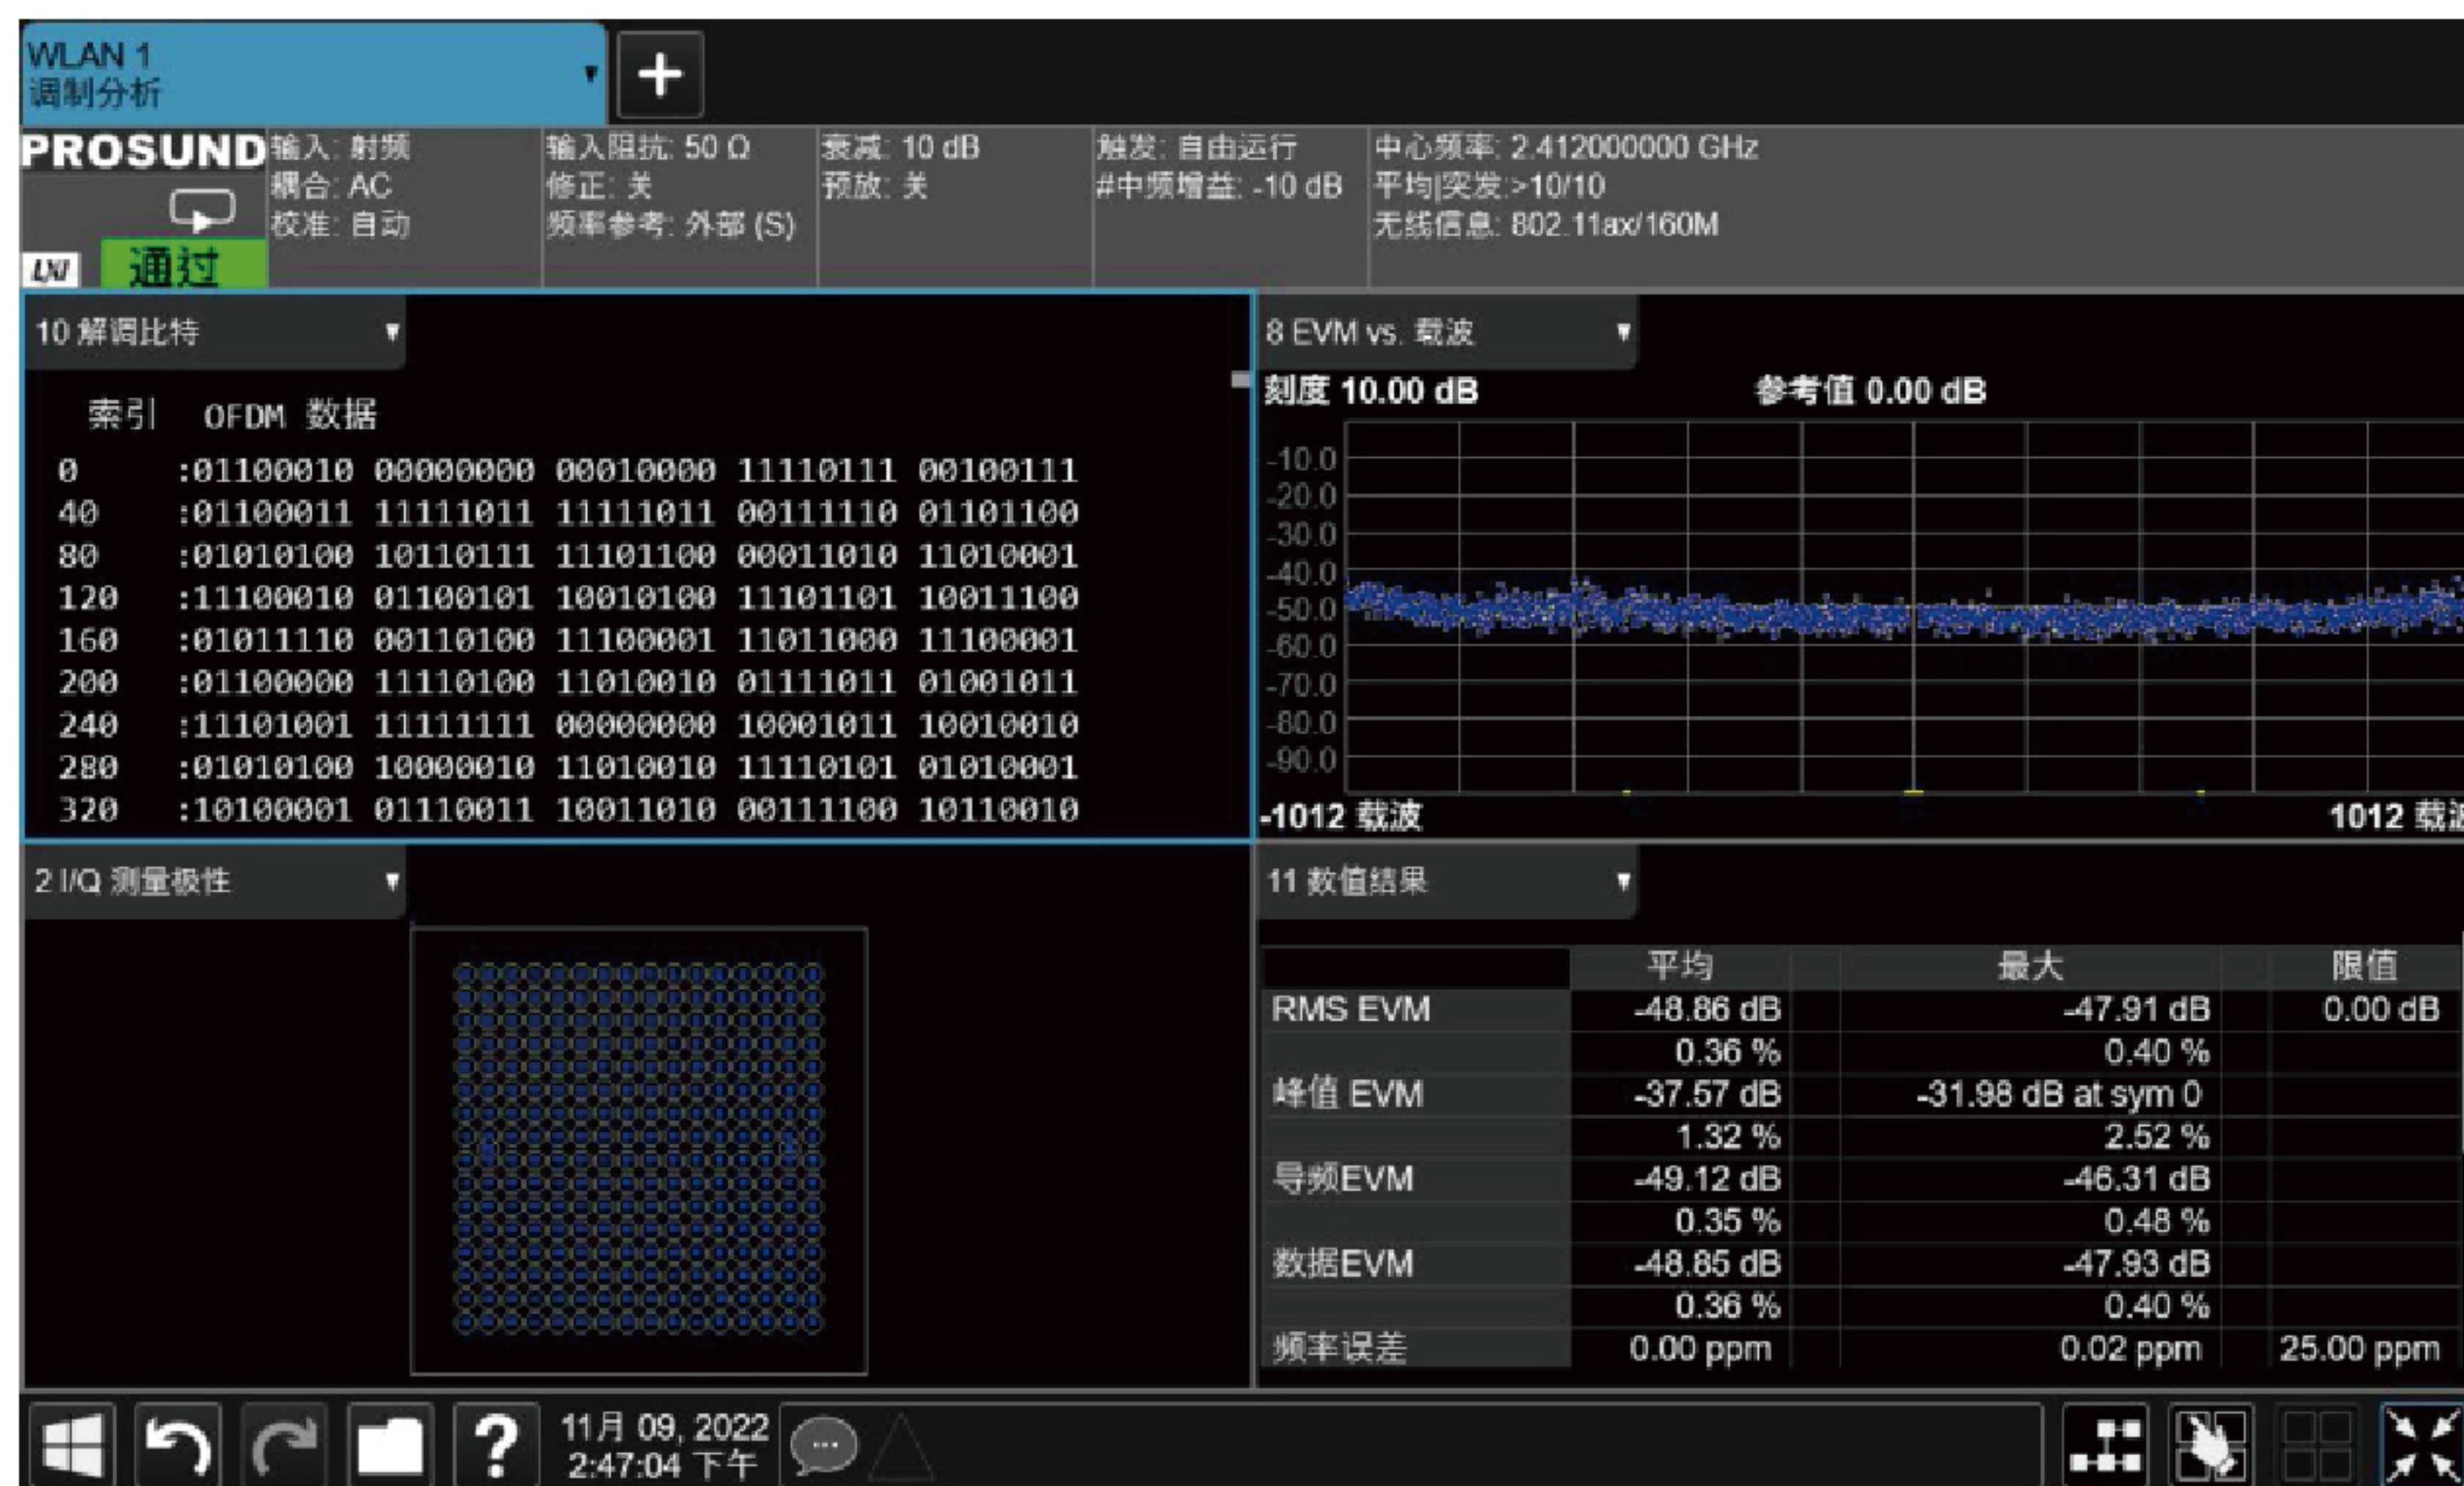 WLAN 1
调制分析
PROSUND
LXI
通过
输入: 射频
耦合: AC
校准: 自动
输入阻抗: 50 Ω
修正: 关
频率参考: 外部 (S)
衰减: 10 dB
预放: 关
触发: 自由运行
#中频增益: -10 dB
中心频率: 2.412000000 GHz
平均|突发:>10/10
无线信息: 802.11ax/160M
10 解调比特
索引 OFDM 数据
0 :01100010 00000000 00010000 11110111 00100111
40 :01100011 11111011 11111011 00111110 01101100
80 :01010100 10110111 11101100 00011010 11010001
120 :11100010 01100101 10010100 11101101 10011100
160 :01011110 00110100 11100001 11011000 11100001
200 :01100000 11110100 11010010 01111011 01001011
240 :11101001 11111111 00000000 10001011 10010010
280 :01010100 10000010 11010010 11110101 01010001
320 :10100001 01110011 10011010 00111100 10110010
8 EVM vs. 载波
刻度 10.00 dB 参考值 0.00 dB
-10.0
-20.0
-30.0
-40.0
-50.0
-60.0
-70.0
-80.0
-90.0
-1012 载波 1012 载波
2 I/Q 测量极性
11 数值结果
平均 最大 限值
RMS EVM -48.86 dB -47.91 dB 0.00 dB
0.36 % 0.40 %
峰值 EVM -37.57 dB -31.98 dB at sym 0
1.32 % 2.52 %
导频EVM -49.12 dB -46.31 dB
0.35 % 0.48 %
数据EVM -48.85 dB -47.93 dB
0.36 % 0.40 %
频率误差 0.00 ppm 0.02 ppm 25.00 ppm
11月 09, 2022
2:47:04 下午